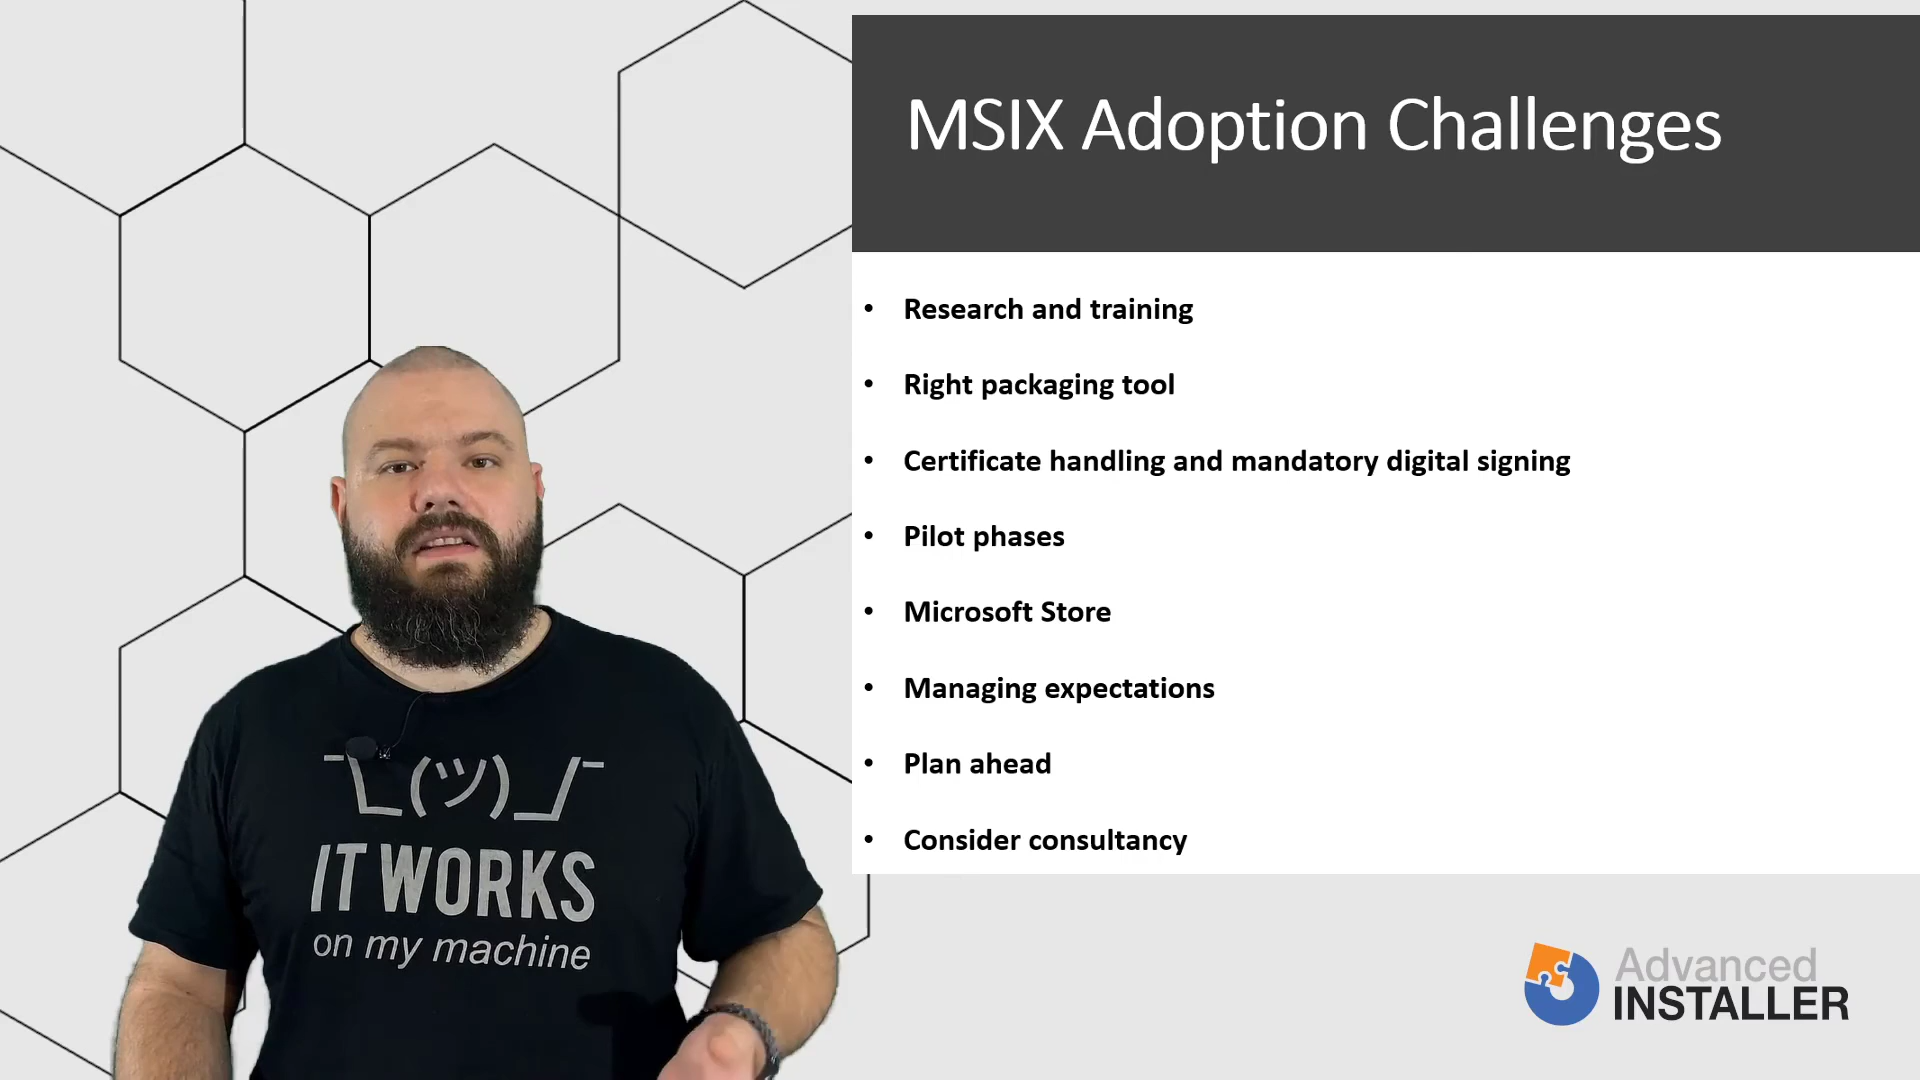 MSIX Adoption Challenges
• Research and training
• Right packaging tool
• Certificate handling and mandatory digital signing
• Pilot phases
• Microsoft Store
• Managing expectations
• Plan ahead
• Consider consultancy
¯\_(ツ)_/¯
IT WORKS
on my machine
Advanced
INSTALLER